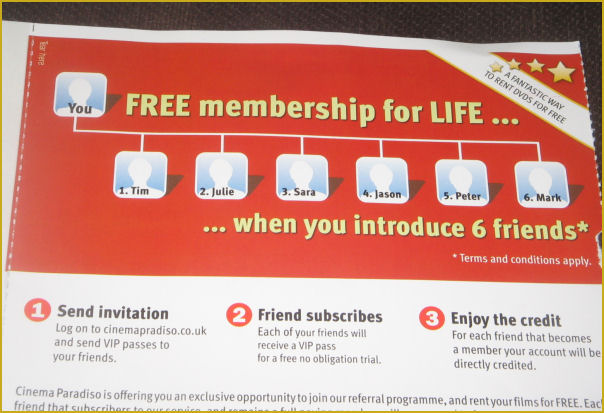 Tear here
A FANTASTIC WAY
TO RENT DVDS FOR FREE
You
FREE membership for LIFE ...
1. Tim 2. Julie 3. Sara 4. Jason 5. Peter 6. Mark
... when you introduce 6 friends*
* Terms and conditions apply.
1 Send invitation
Log on to cinemapradiso.co.uk
and send VIP passes to
your friends.
2 Friend subscribes
Each of your friends will
receive a VIP pass
for a free no obligation trial.
3 Enjoy the credit
For each friend that becomes
a member your account will be
directly credited.
Cinema Paradiso is offering you an exclusive opportunity to join our referral programme, and rent your films for FREE. Eac
friend that subscribers to our service, and remains a full paying